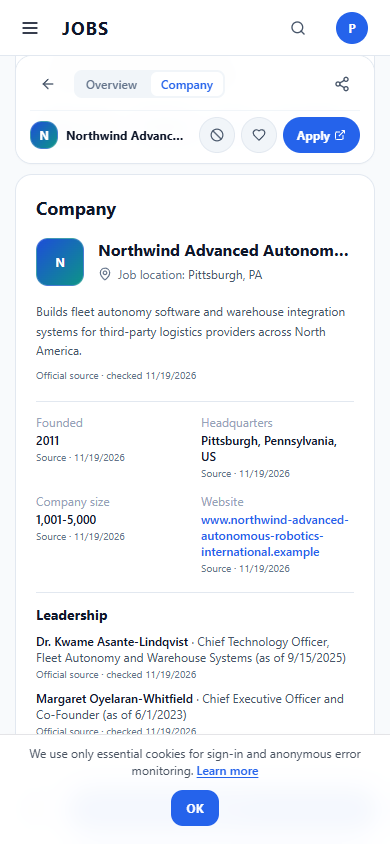 JOBS
P
Overview
Company
N
Northwind Advanc...
Apply
Company
N
Northwind Advanced Autonom...
Job location: Pittsburgh, PA
Builds fleet autonomy software and warehouse integration
systems for third-party logistics providers across North
America.
Official source · checked 11/19/2026
Founded
2011
Source · 11/19/2026
Headquarters
Pittsburgh, Pennsylvania,
US
Source · 11/19/2026
Company size
1,001-5,000
Source · 11/19/2026
Website
www.northwind-advanced-
autonomous-robotics-
international.example
Source · 11/19/2026
Leadership
Dr. Kwame Asante-Lindqvist · Chief Technology Officer,
Fleet Autonomy and Warehouse Systems (as of 9/15/2025)
Official source · checked 11/19/2026
Margaret Oyelaran-Whitfield · Chief Executive Officer and
Co-Founder (as of 6/1/2023)
Official source · checked 11/19/2026
We use only essential cookies for sign-in and anonymous error
monitoring. Learn more
OK